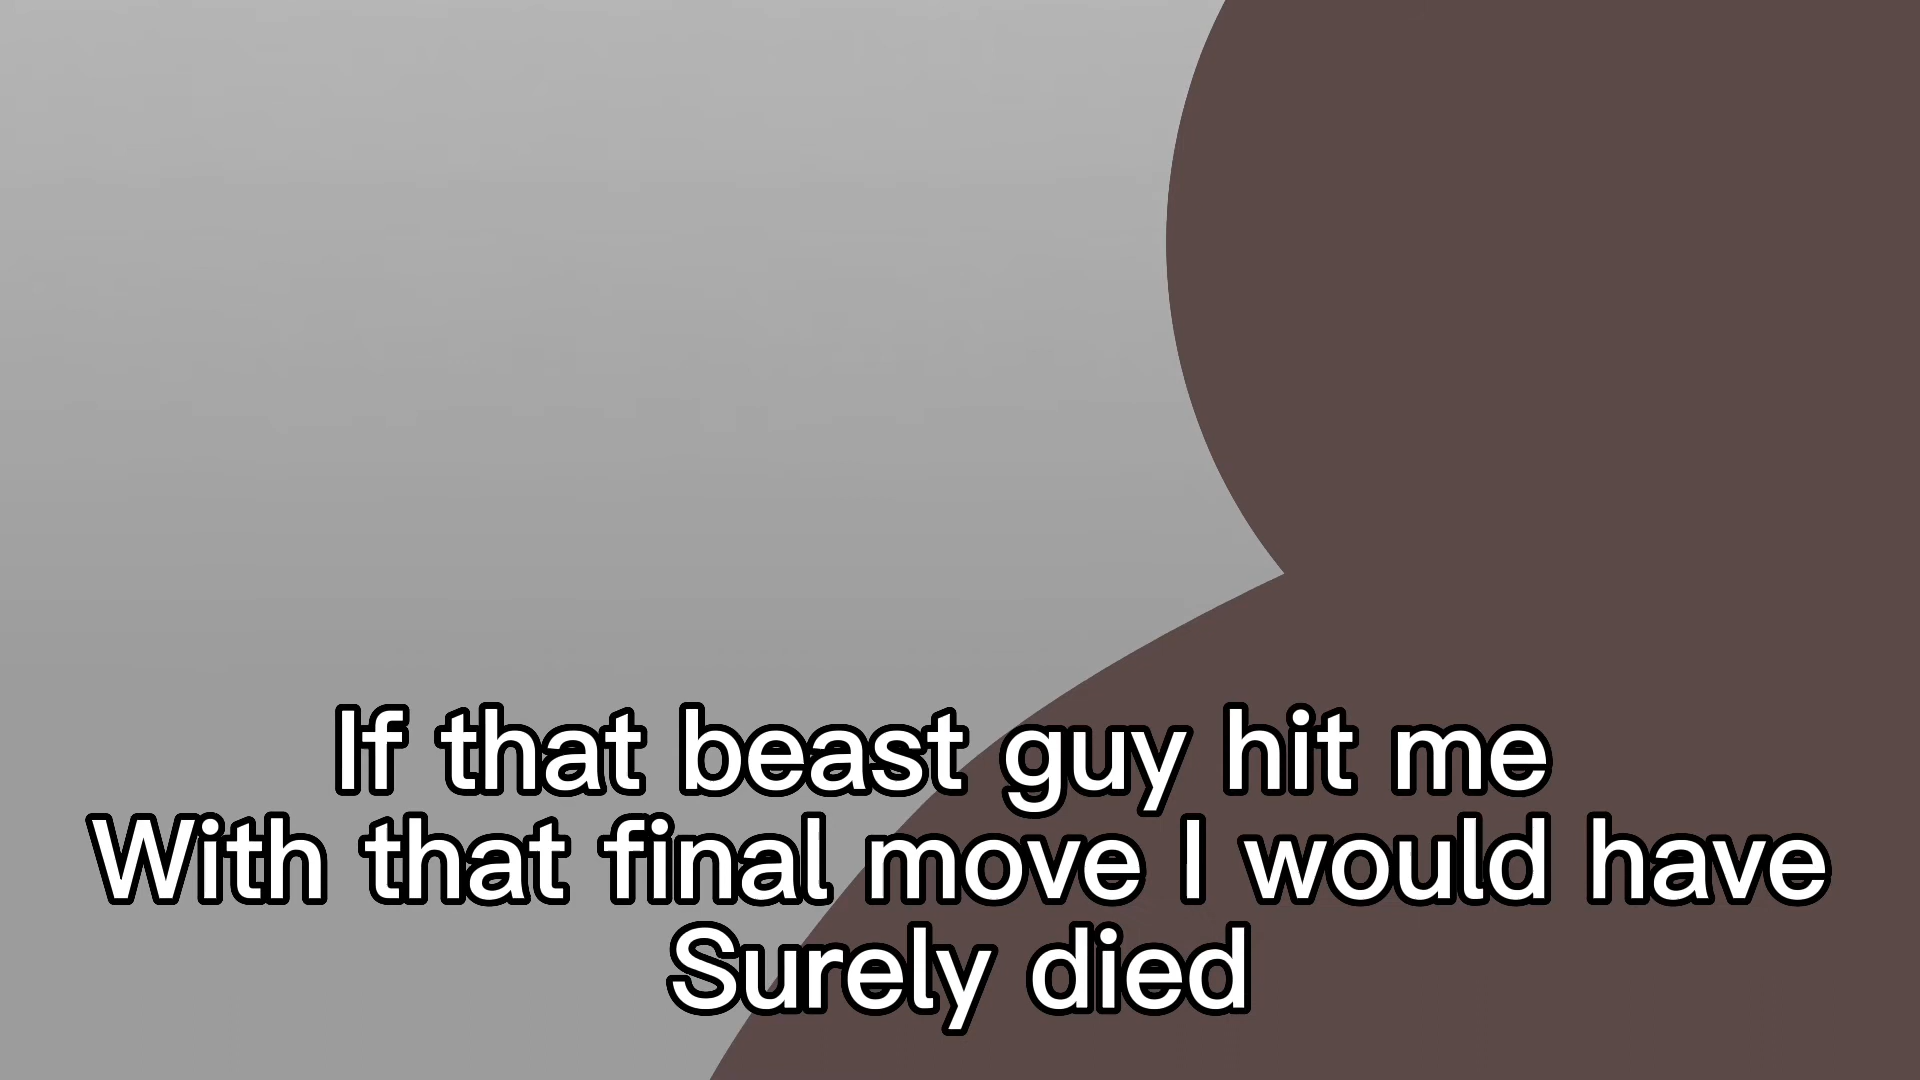 If that beast guy hit me
With that final move I would have
Surely died